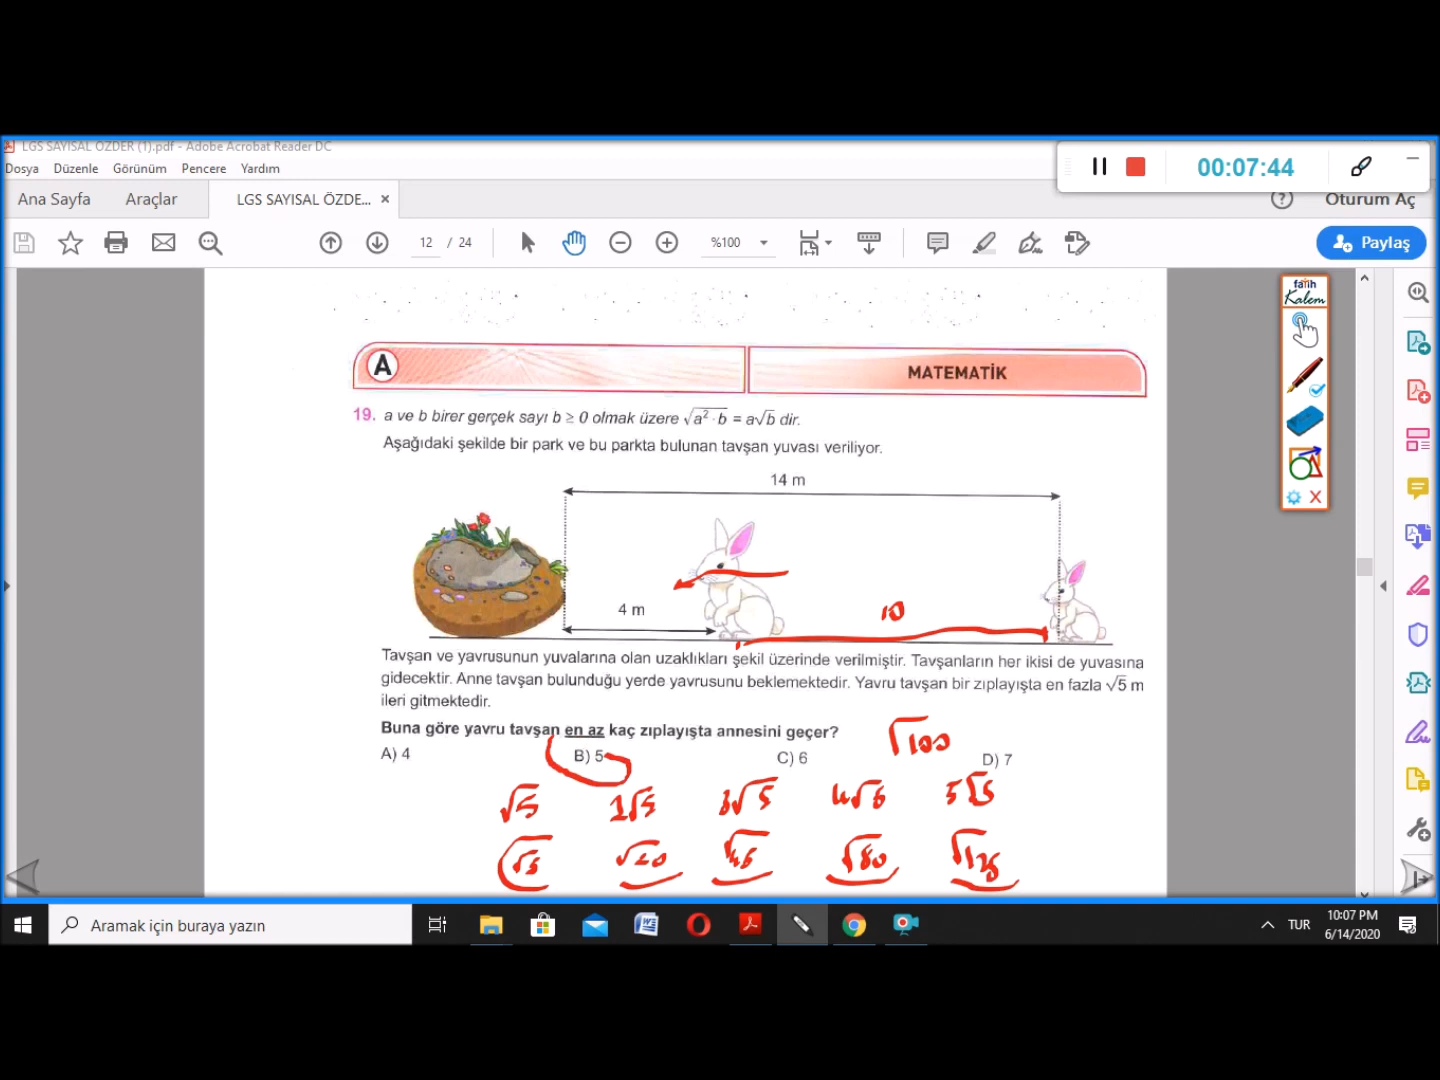 LGS SAYISAL ÖZDER (1).pdf - Adobe Acrobat Reader DC
Dosya Düzenle Görünüm Pencere Yardım
00:07:44
Ana Sayfa Araçlar LGS SAYISAL ÖZDE... × Oturum Aç
12 / 24 %100 Paylaş
fatih
Kalem
A MATEMATİK
19. a ve b birer gerçek sayı b ≥ 0 olmak üzere √a² · b = a√b dir.
Aşağıdaki şekilde bir park ve bu parkta bulunan tavşan yuvası veriliyor.
14 m
4 m
10
Tavşan ve yavrusunun yuvalarına olan uzaklıkları şekil üzerinde verilmiştir. Tavşanların her ikisi de yuvasına
gidecektir. Anne tavşan bulunduğu yerde yavrusunu beklemektedir. Yavru tavşan bir zıplayışta en fazla √5 m
ileri gitmektedir.
Buna göre yavru tavşan en az kaç zıplayışta annesini geçer?
√100
A) 4 B) 5 C) 6 D) 7
√5 2√5 3√5 4√5 5√5
√5 √20 √45 √80 √125
Aramak için buraya yazın
TUR
10:07 PM
6/14/2020